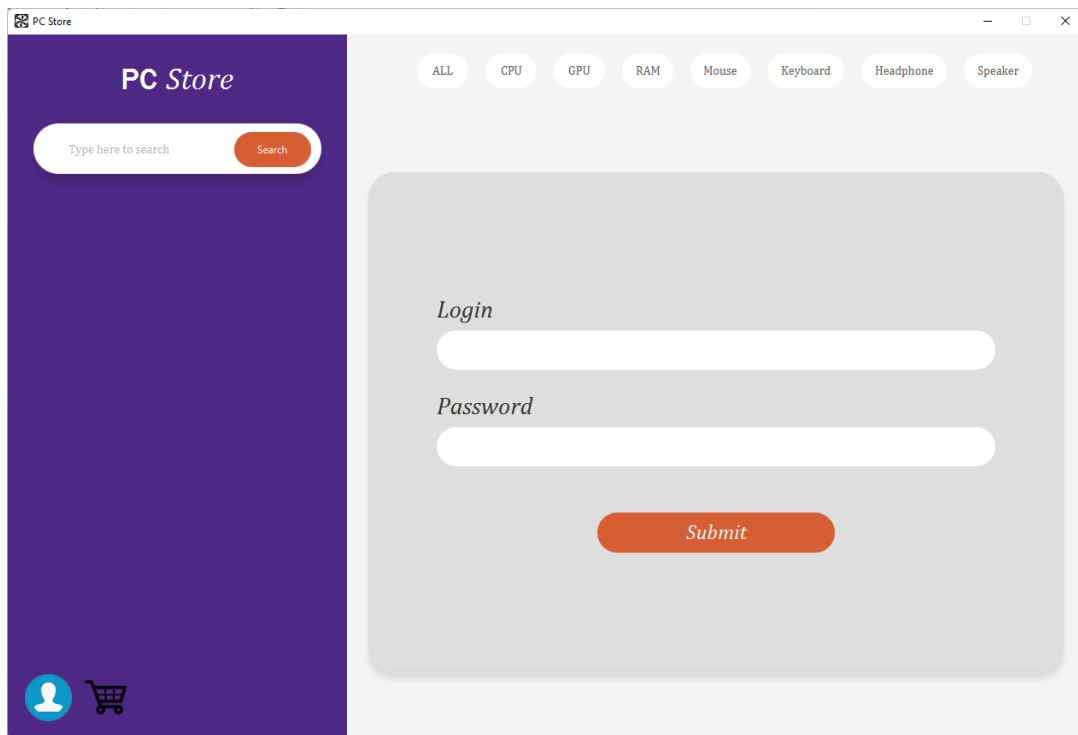 PC Store
PC Store
Type here to search
Search
ALL
CPU
GPU
RAM
Mouse
Keyboard
Headphone
Speaker
Login
Password
Submit